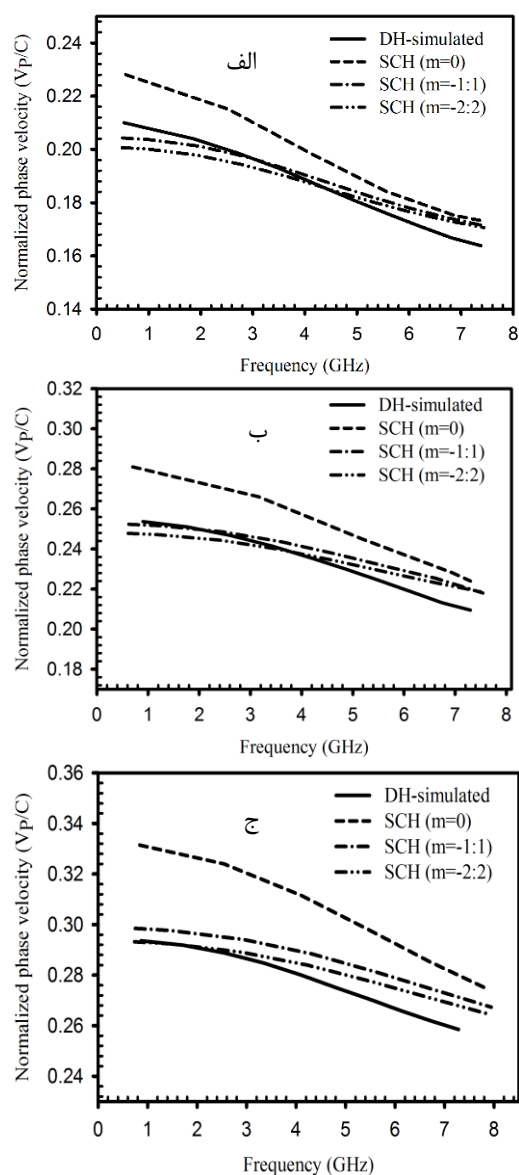 الف
DH-simulated
SCH (m=0)
SCH (m=-1:1)
SCH (m=-2:2)
Normalized phase velocity (Vp/C)
0.24
0.22
0.20
0.18
0.16
0.14
0 1 2 3 4 5 6 7 8
Frequency (GHz)
ب
DH-simulated
SCH (m=0)
SCH (m=-1:1)
SCH (m=-2:2)
Normalized phase velocity (Vp/C)
0.32
0.30
0.28
0.26
0.24
0.22
0.20
0.18
0 1 2 3 4 5 6 7 8
Frequency (GHz)
ج
DH-simulated
SCH (m=0)
SCH (m=-1:1)
SCH (m=-2:2)
Normalized phase velocity (Vp/C)
0.36
0.34
0.32
0.30
0.28
0.26
0.24
0 1 2 3 4 5 6 7 8 9
Frequency (GHz)